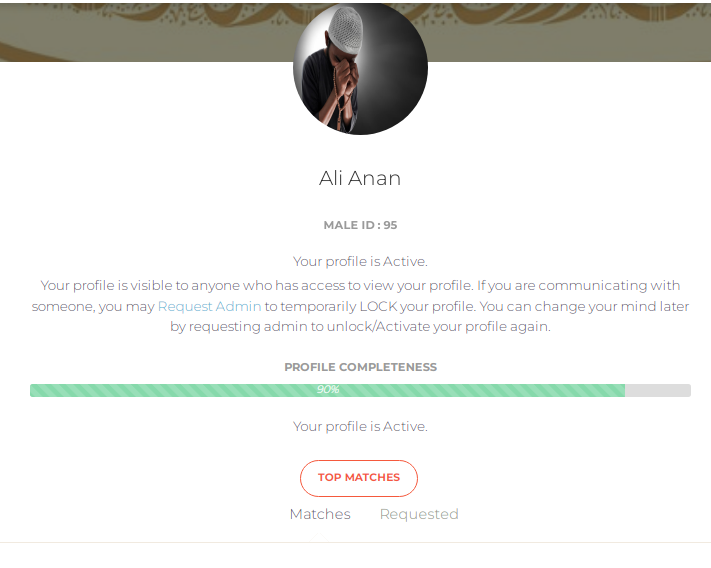 Ali Anan
MALE ID : 95
Your profile is Active.
Your profile is visible to anyone who has access to view your profile. If you are communicating with
someone, you may Request Admin to temporarily LOCK your profile. You can change your mind later
by requesting admin to unlock/Activate your profile again.
PROFILE COMPLETENESS
90%
Your profile is Active.
TOP MATCHES
Matches Requested